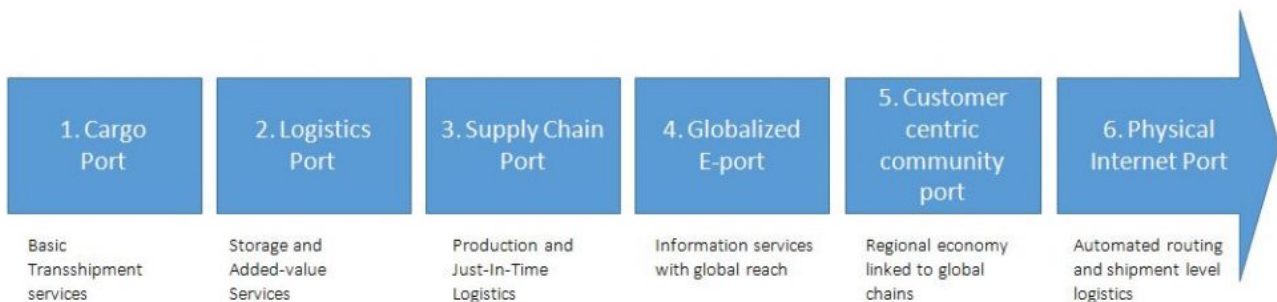 1. Cargo
Port
2. Logistics
Port
3. Supply Chain
Port
4. Globalized
E-port
5. Customer
centric
community
port
6. Physical
Internet Port
Basic
Transshipment
services
Storage and
Added-value
Services
Production and
Just-In-Time
Logistics
Information services
with global reach
Regional economy
linked to global
chains
Automated routing
and shipment level
logistics